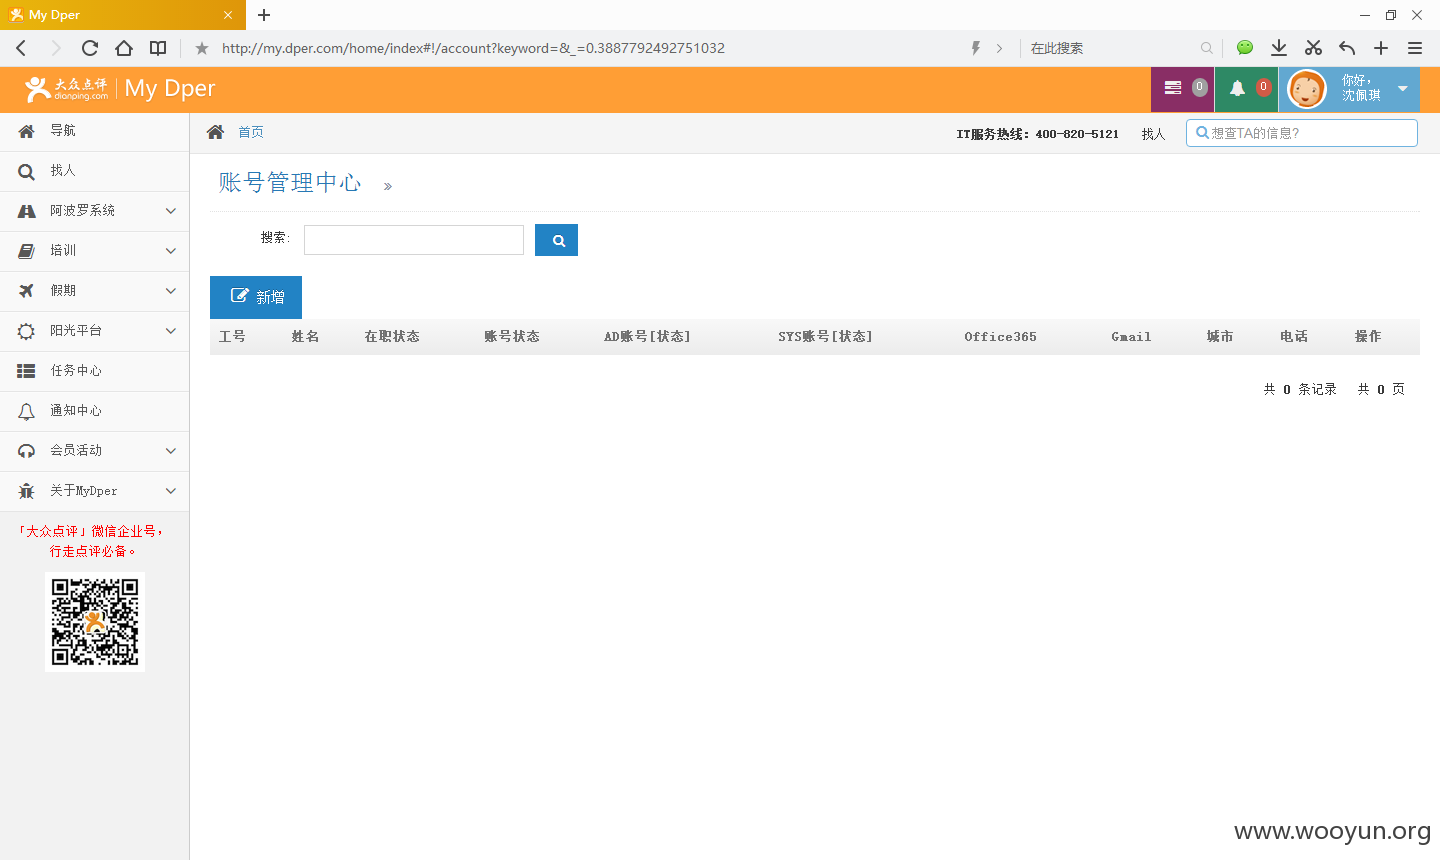 My Dper
http://my.dper.com/home/index#!/account?keyword=&_=0.3887792492751032
在此搜索
大众点评
dianping.com
My Dper
0
0
你好，
沈佩琪
导航
找人
阿波罗系统
培训
假期
阳光平台
任务中心
通知中心
会员活动
关于MyDper
「大众点评」微信企业号，
行走点评必备。
首页
IT服务热线：400-820-5121
找人
想查TA的信息?
账号管理中心 »
搜索:
新增
工号 姓名 在职状态 账号状态 AD账号[状态] SYS账号[状态] Office365 Gmail 城市 电话 操作
共 0 条记录 共 0 页
www.wooyun.org